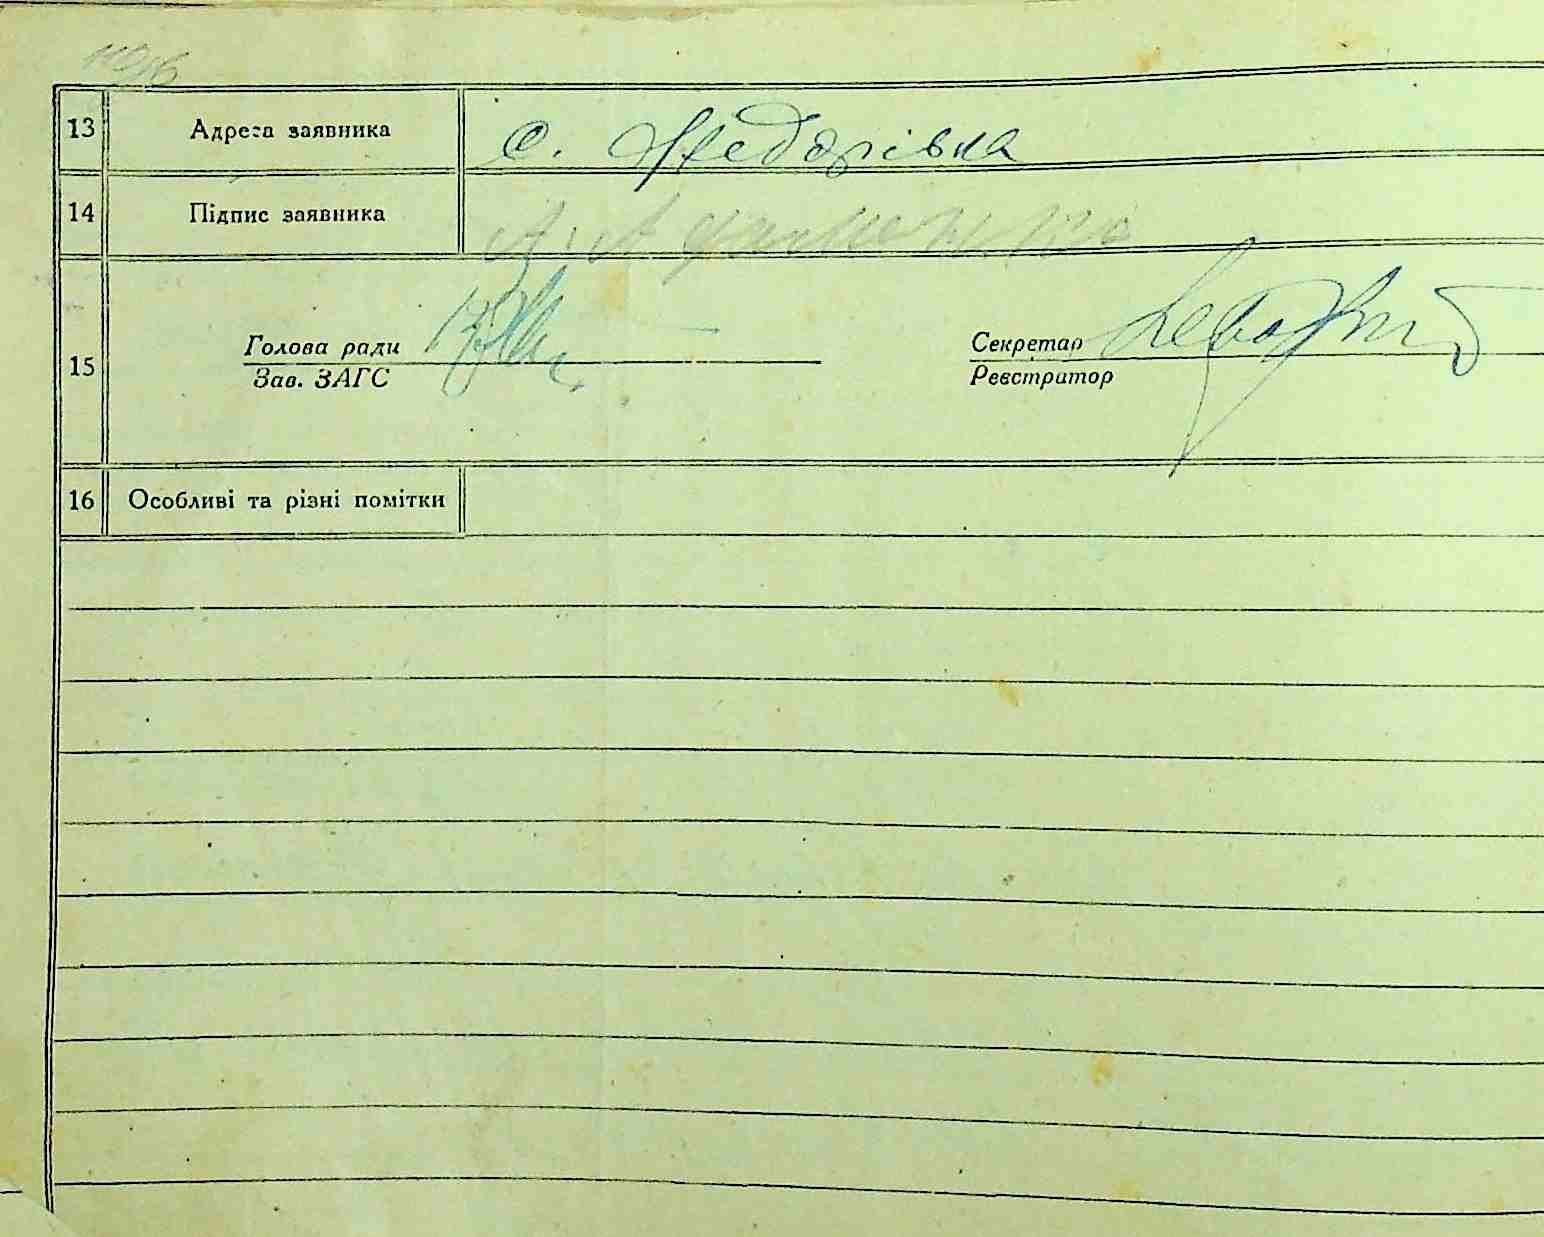 13 Адреса заявника с. Федорівка
14 Підпис заявника
15 Голова ради Секретар
Зав. ЗАГС Реєстратор
16 Особливі та різні помітки